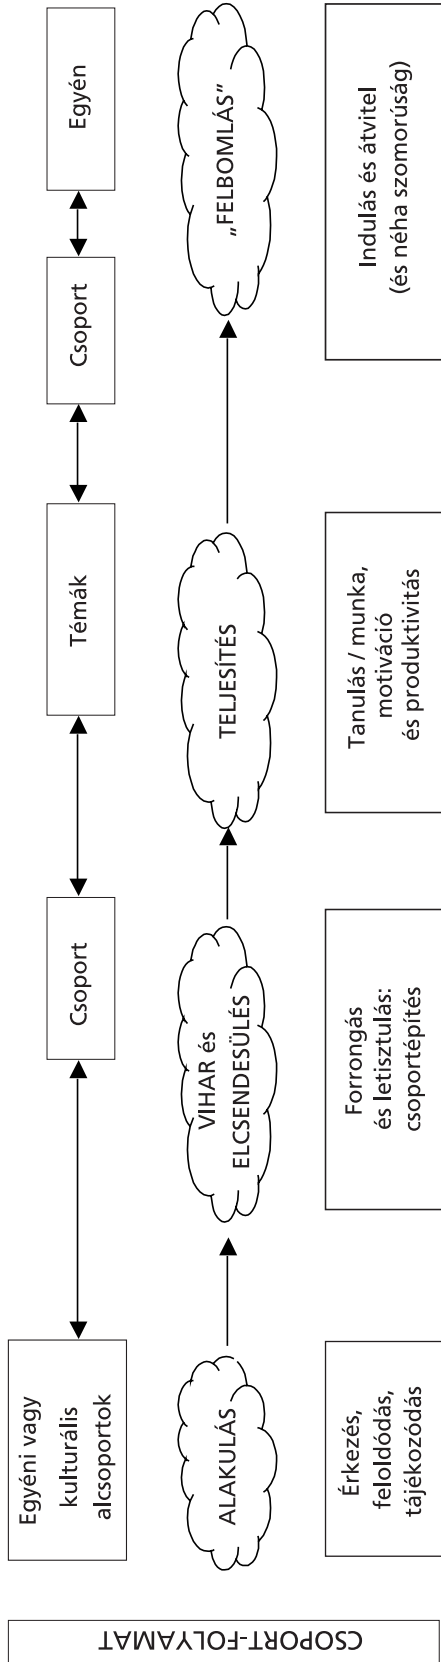 CSOPORT-FOLYAMAT
Egyéni vagy
kulturális
alcsoportok
Csoport
Témák
Csoport
Egyén
ALAKULÁS
VIHAR és
ELCSENDESÜLÉS
TELJESÍTÉS
„FELBOMLÁS”
Érkezés,
feloldódás,
tájékozódás
Forrongás
és letisztulás:
csoportépítés
Tanulás / munka,
motiváció
és produktivitás
Indulás és átvitel
(és néha szomorúság)